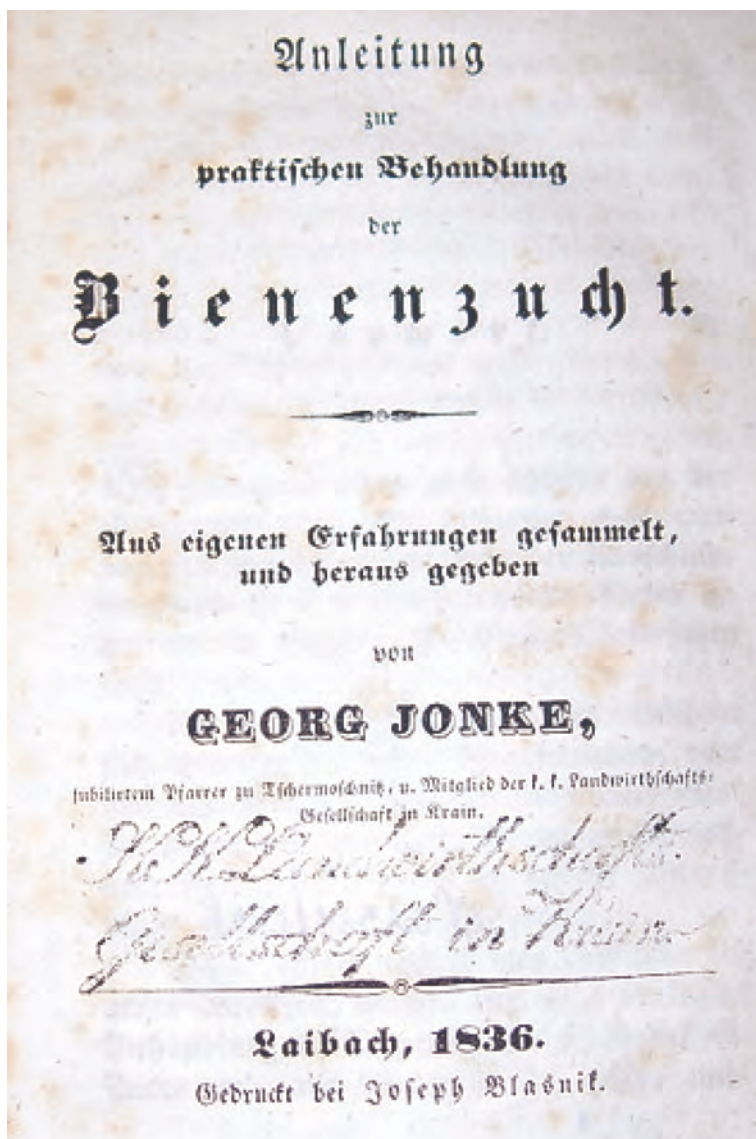 Anleitung
zur
praktischen Behandlung
der
Bienenzucht.
Aus eigenen Erfahrungen gesammelt,
und heraus gegeben
von
GEORG JONKE,
jubilirtem Pfarrer zu Tschermoschnitz, u. Mitglied der k. k. Landwirthschafts-
Gesellschaft in Krain.
K. K. Landwirthschafts.
Gesellschaft in Krain
Laibach, 1836.
Gedruckt bei Joseph Blasnik.